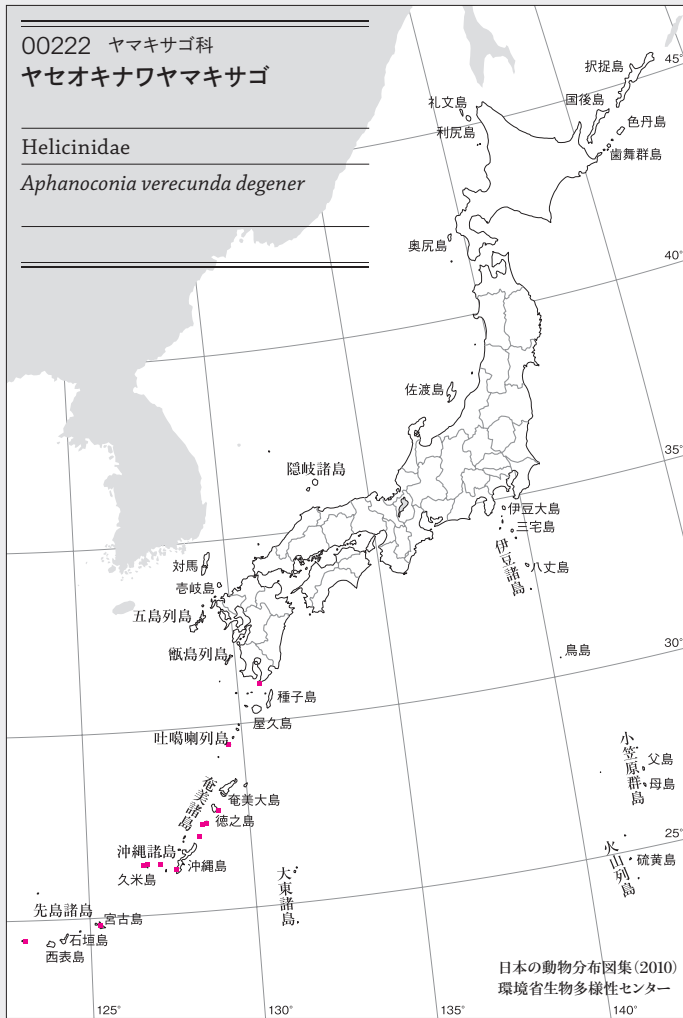 00222 ヤマキサゴ科
ヤセオキナワヤマキサゴ
Helicinidae
Aphanoconia verecunda degener
択捉島
45°
国後島
礼文島
色丹島
利尻島
歯舞群島
奥尻島
40°
佐渡島
35°
隠岐諸島
伊豆大島
三宅島
伊豆諸島
八丈島
対馬
壱岐島
五島列島
甑島列島
鳥島
30°
種子島
屋久島
吐噶喇列島
小笠原群島
父島
母島
奄美諸島
奄美大島
徳之島
25°
沖縄諸島
沖縄島
久米島
火山列島
硫黄島
大東諸島
先島諸島
宮古島
石垣島
西表島
日本の動物分布図集(2010)
環境省生物多様性センター
125°
130°
135°
140°